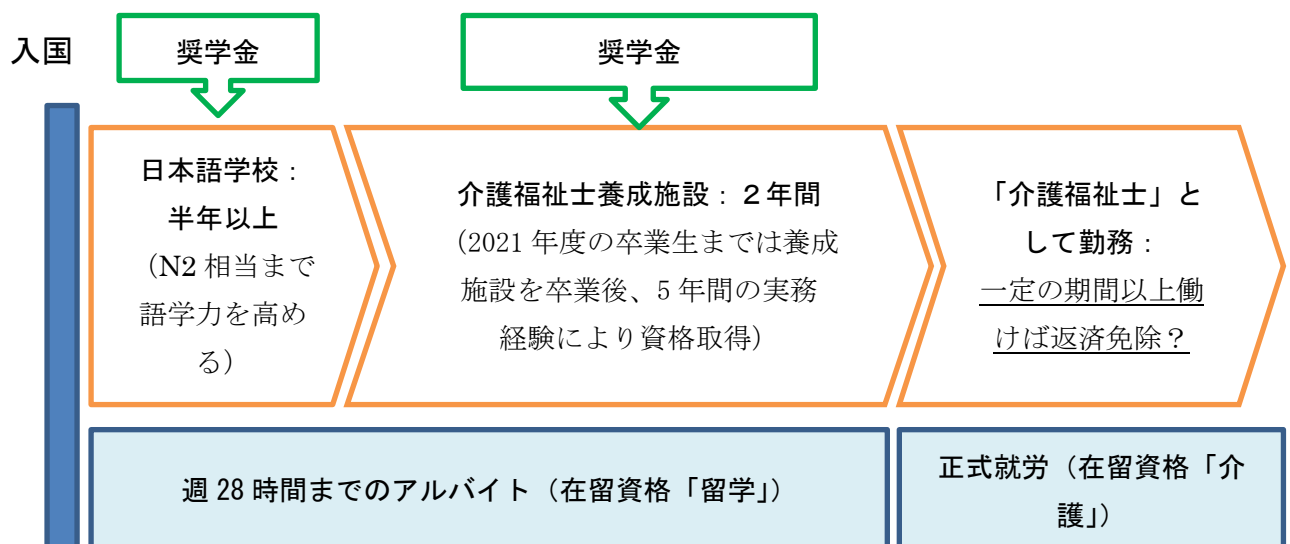 入国
奨学金
奨学金
日本語学校：
半年以上
（N2 相当まで
語学力を高め
る）
介護福祉士養成施設：２年間
（2021 年度の卒業生までは養成
施設を卒業後、5 年間の実務
経験により資格取得）
「介護福祉士」と
して勤務：
一定の期間以上働
けば返済免除？
週 28 時間までのアルバイト（在留資格「留学」）
正式就労（在留資格「介
護」）